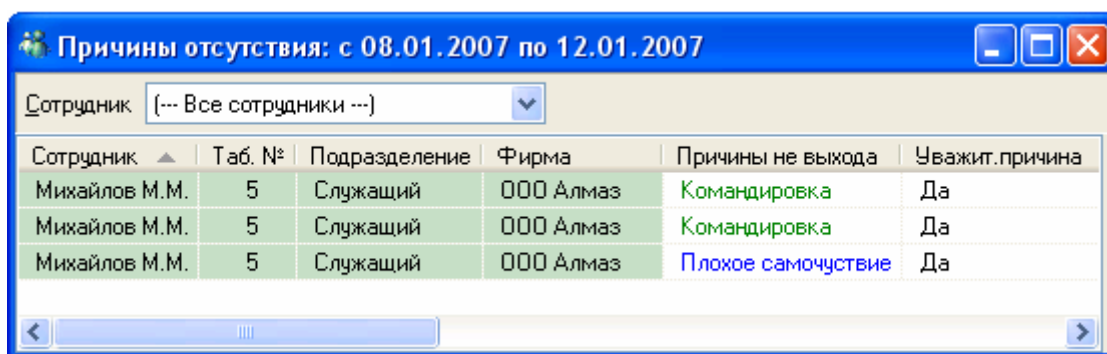 Причины отсутствия: с 08.01.2007 по 12.01.2007
Сотрудник (--- Все сотрудники ---)
Сотрудник Таб. № Подразделение Фирма Причины не выхода Уважит.причина
Михайлов М.М. 5 Служащий ООО Алмаз Командировка Да
Михайлов М.М. 5 Служащий ООО Алмаз Командировка Да
Михайлов М.М. 5 Служащий ООО Алмаз Плохое самочуствие Да